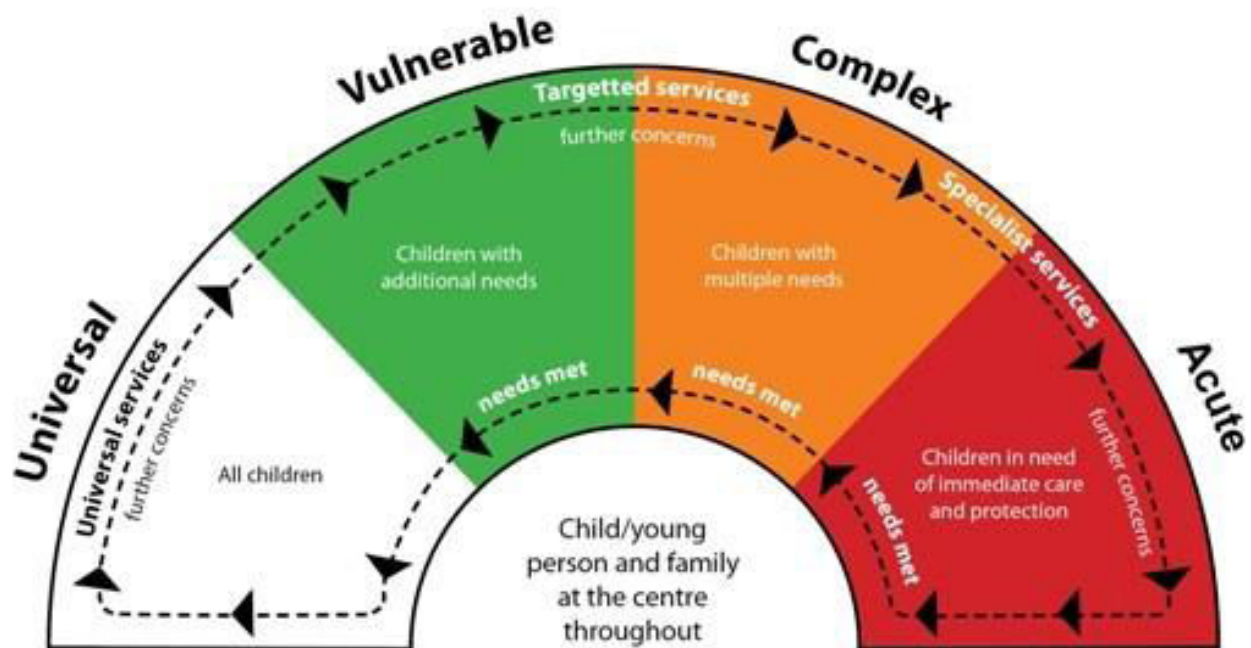 Universal
Vulnerable
Complex
Acute
Universal services
further concerns
Targetted services
further concerns
Specialist services
further concerns
All children
Children with
additional needs
Children with
multiple needs
Children in need
of immediate care
and protection
needs met
needs met
needs met
Child/young
person and family
at the centre
throughout